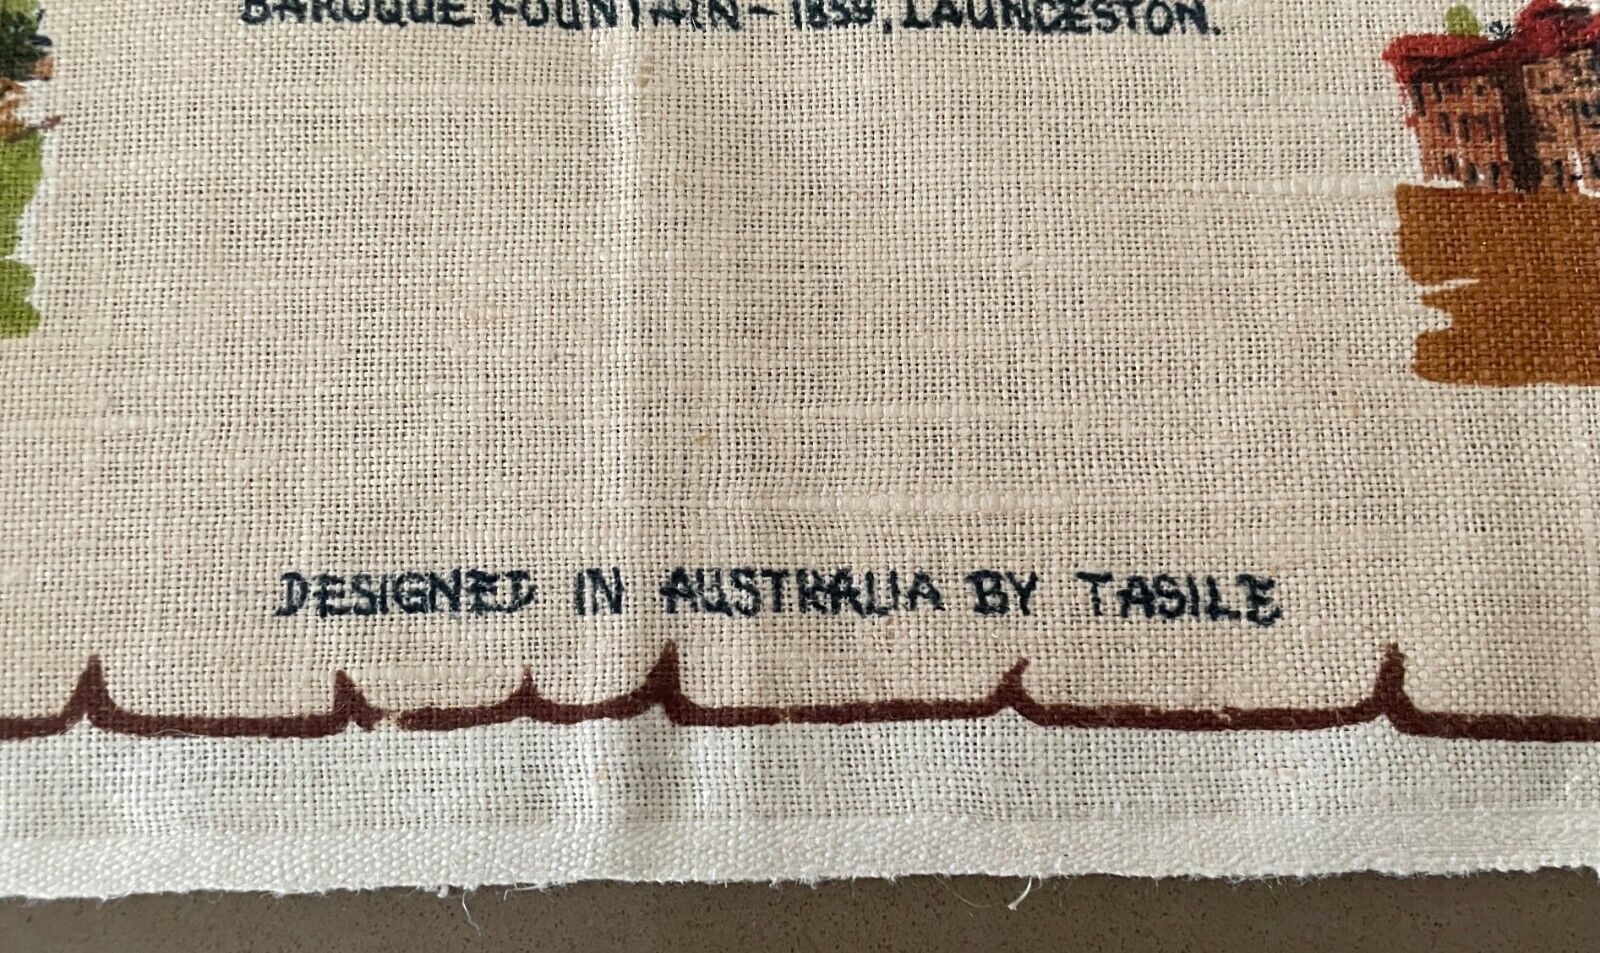 BAROQUE FOUNTAIN - 1859, LAUNCESTON.
DESIGNED IN AUSTRALIA BY TASILE